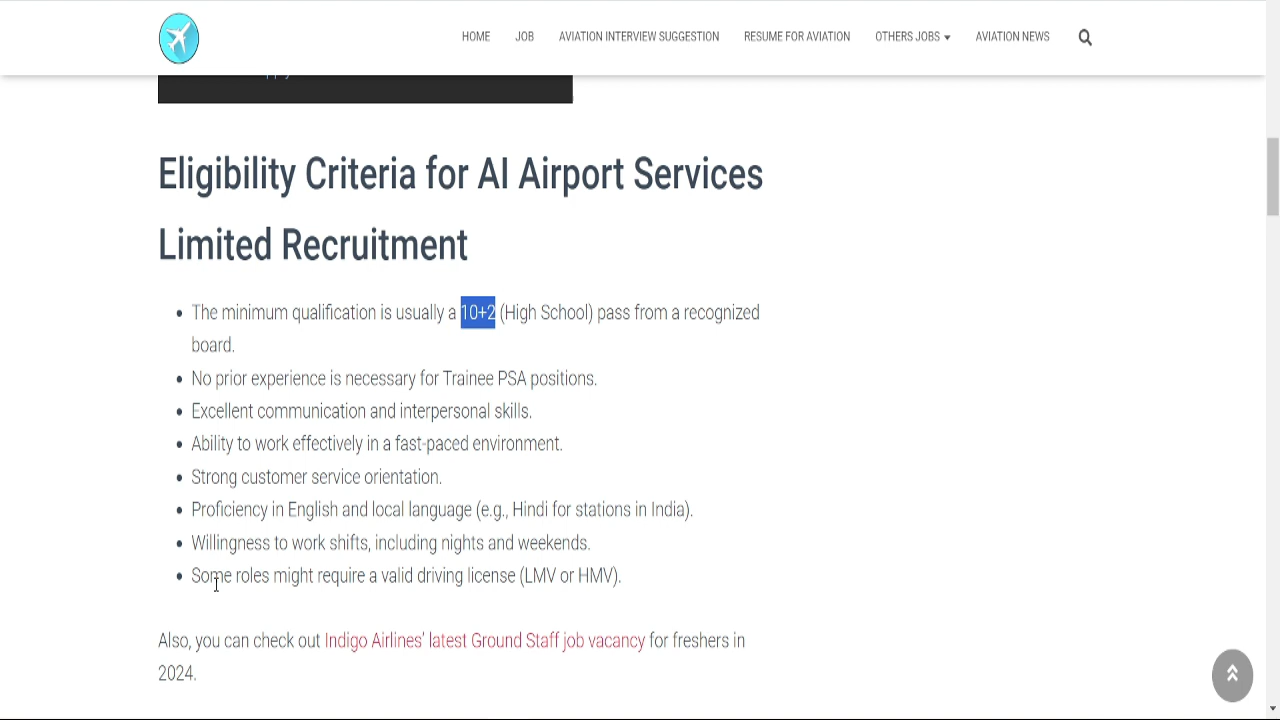 HOME JOB AVIATION INTERVIEW SUGGESTION RESUME FOR AVIATION OTHERS JOBS AVIATION NEWS
Eligibility Criteria for AI Airport Services
Limited Recruitment
The minimum qualification is usually a 10+2 (High School) pass from a recognized
board.
No prior experience is necessary for Trainee PSA positions.
Excellent communication and interpersonal skills.
Ability to work effectively in a fast-paced environment.
Strong customer service orientation.
Proficiency in English and local language (e.g., Hindi for stations in India).
Willingness to work shifts, including nights and weekends.
Some roles might require a valid driving license (LMV or HMV).
Also, you can check out Indigo Airlines’ latest Ground Staff job vacancy for freshers in
2024.